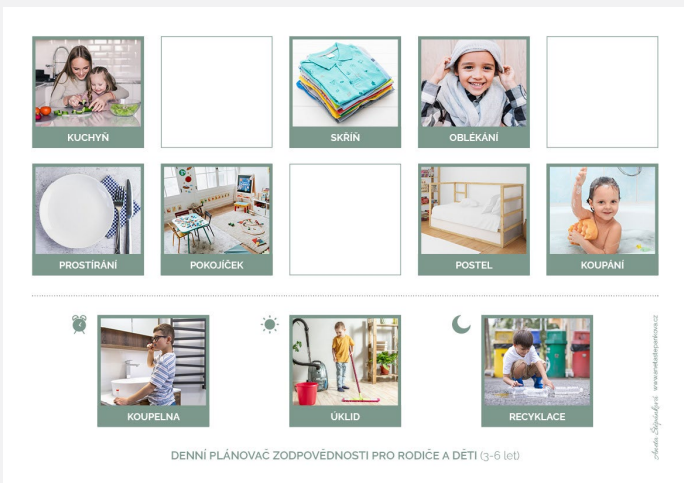 KUCHYŇ
SKŘÍŇ
OBLÉKÁNÍ
PROSTÍRÁNÍ
POKOJÍČEK
POSTEL
KOUPÁNÍ
KOUPELNA
ÚKLID
RECYKLACE
DENNÍ PLÁNOVAČ ZODPOVĚDNOSTI PRO RODIČE A DĚTI (3-6 let)